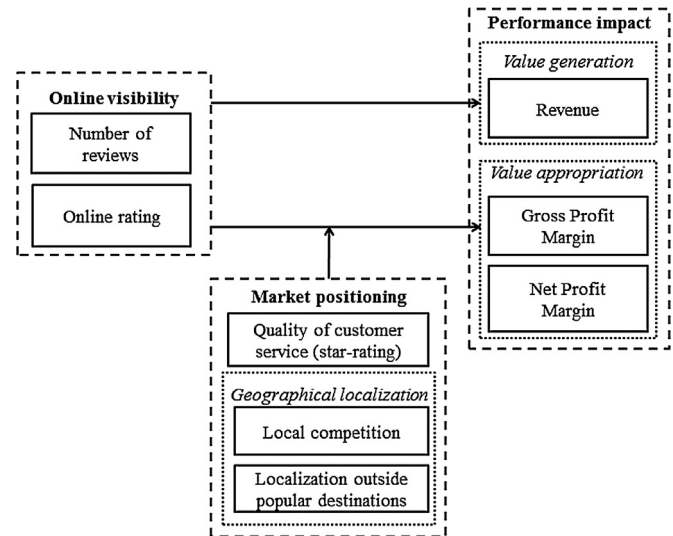 Performance impact
Value generation
Revenue
Value appropriation
Gross Profit
Margin
Net Profit
Margin
Online visibility
Number of
reviews
Online rating
Market positioning
Quality of customer
service (star-rating)
Geographical localization
Local competition
Localization outside
popular destinations